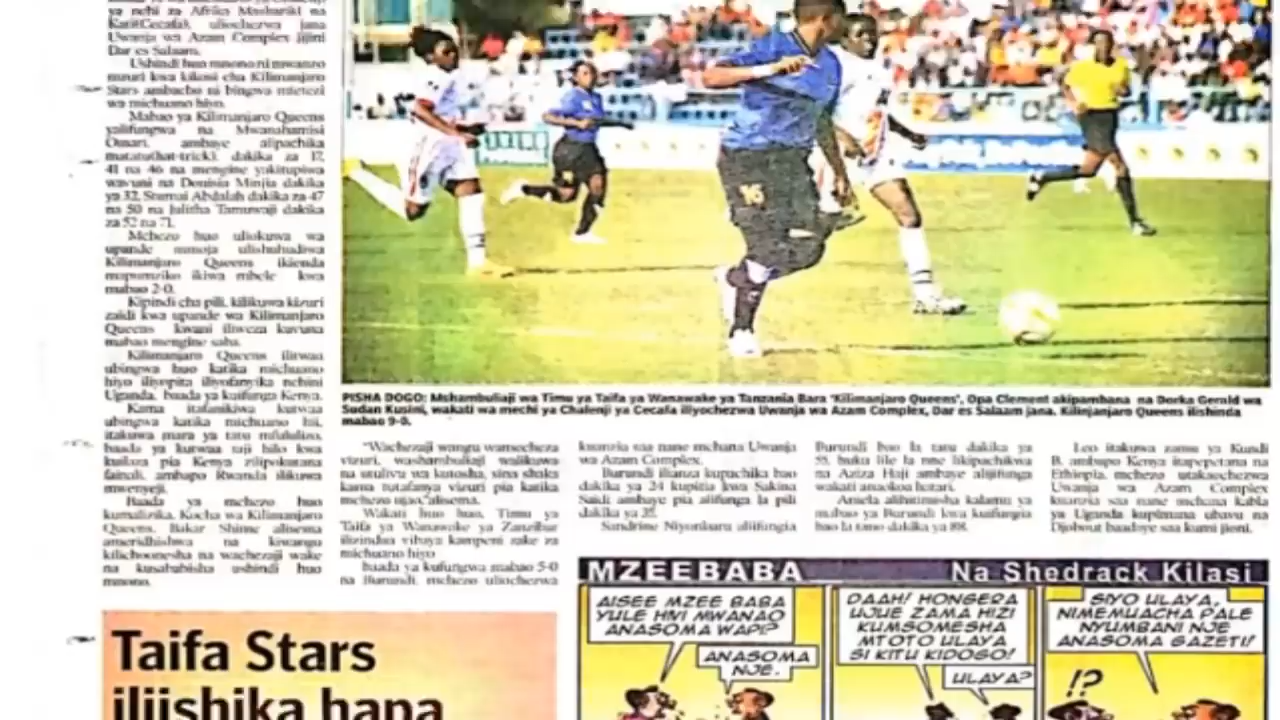 ya nchi za Afrika Mashariki na
Kati(Cecafa), uliochezwa jana
Uwanja wa Azam Complex jijini
Dar es Salaam.
Ushindi huo mnono ni mwanzo
mzuri kwa kikosi cha Kilimanjaro
Stars ambacho ni bingwa mtetezi
wa michuano hiyo.
Mabao ya Kilimanjaro Queens
yalifungwa na Mwanahamisi
Omari, ambaye alipachika
matatu(hat-trick), dakika za 17,
41 na 46 na mengine yakitupiwa
wavuni na Donisia Minjia dakika
ya 32, Stumai Abdalah dakika za 47
na 50 na Julitha Tamuwaji dakika
za 52 na 71.
Mchezo huo uliokuwa wa
upande mmoja ulishuhudiwa
Kilimanjaro Queens ikienda
mapumziko ikiwa mbele kwa
mabao 2-0.
Kipindi cha pili, kilikuwa kizuri
zaidi kwa upande wa Kilimanjaro
Queens kwani iliweza kuvuna
mabao mengine saba.
Kilimanjaro Queens ilitwaa
ubingwa huo katika michuano
hiyo iliyopita iliyofanyika nchini
Uganda, baada ya kuifunga Kenya.
Kama itafanikiwa kutwaa
ubingwa katika michuano hii,
itakuwa mara ya tatu mfululizo,
baada ya kutwaa taji hilo kwa
kuilaza pia Kenya zilipokutana
fainali, ambapo Rwanda ilikuwa
mwenyeji.
Baada ya mchezo huo
kumalizika, Kocha wa Kilimanjaro
Queens, Bakar Shime alisema
ameridhishwa na kiwango
kilichooneshwa na wachezaji wake
na kusababisha ushindi huo
mnono.
16
PISHA DOGO: Mshambuliaji wa Timu ya Taifa ya Wanawake ya Tanzania Bara 'Kilimanjaro Queens', Opa Clement akipambana na Dorka Gerald wa
Sudan Kusini, wakati wa mechi ya Chalenji ya Cecafa iliyochezwa Uwanja wa Azam Complex, Dar es Salaam jana. Kilinjanjaro Queens ilishinda
mabao 9-0.
"Wachezaji wangu wamecheza
vizuri, washambuliaji walikuwa
na utulivu wa kutosha, sina shaka
kama tutafanya vizuri pia katika
mchezo ujao,"alisema.
Wakati huo huo, Timu ya
Taifa ya Wanawake ya Zanzibar
ilizindua vibaya kampeni zake za
michuano hiyo
baada ya kufungwa mabao 5-0
na Burundi, mchezo uliochezwa
kuanzia saa nane mchana Uwanja
wa Azam Complex.
Burundi ilianza kupachika bao
dakika ya 24 kupitia kwa Sakina
Saidi ambaye pia alifunga la pili
dakika ya
Sandrine Niyonkuru aliifungia
Burundi bao la tatu dakika ya
55, huku lile la nne likipachikwa
na Aziza Haji ambaye alijifunga
wakati anaokoa hatari.
Aniela alihitimisha kalamu ya
mabao ya Burundi kwa kuifungia
bao la tano dakika ya
Leo itakuwa zamu ya Kundi
B, ambapo Kenya itapepetana na
Ethiopia, mchezo utakaochezwa
Uwanja wa Azam Complex
kuanzia saa nane mchana kabla
ya Uganda kupimana ubavu na
Djibout baadaye saa kumi jioni.
Taifa Stars
iliishika hapa
MZEEBABA Na Shedrack Kilasi
AISEE MZEE BABA
YULE HIVI MWANAO
ANASOMA WAPI?
ANASOMA
NJE.
DAAH! HONGERA
UJUE ZAMA HIZI
KUMSOMESHA
MTOTO ULAYA
SI KITU KIDOGO!
ULAYA?
SIYO ULAYA,
NIMEMUACHA PALE
NYUMBANI NJE
ANASOMA GAZETI!
!?